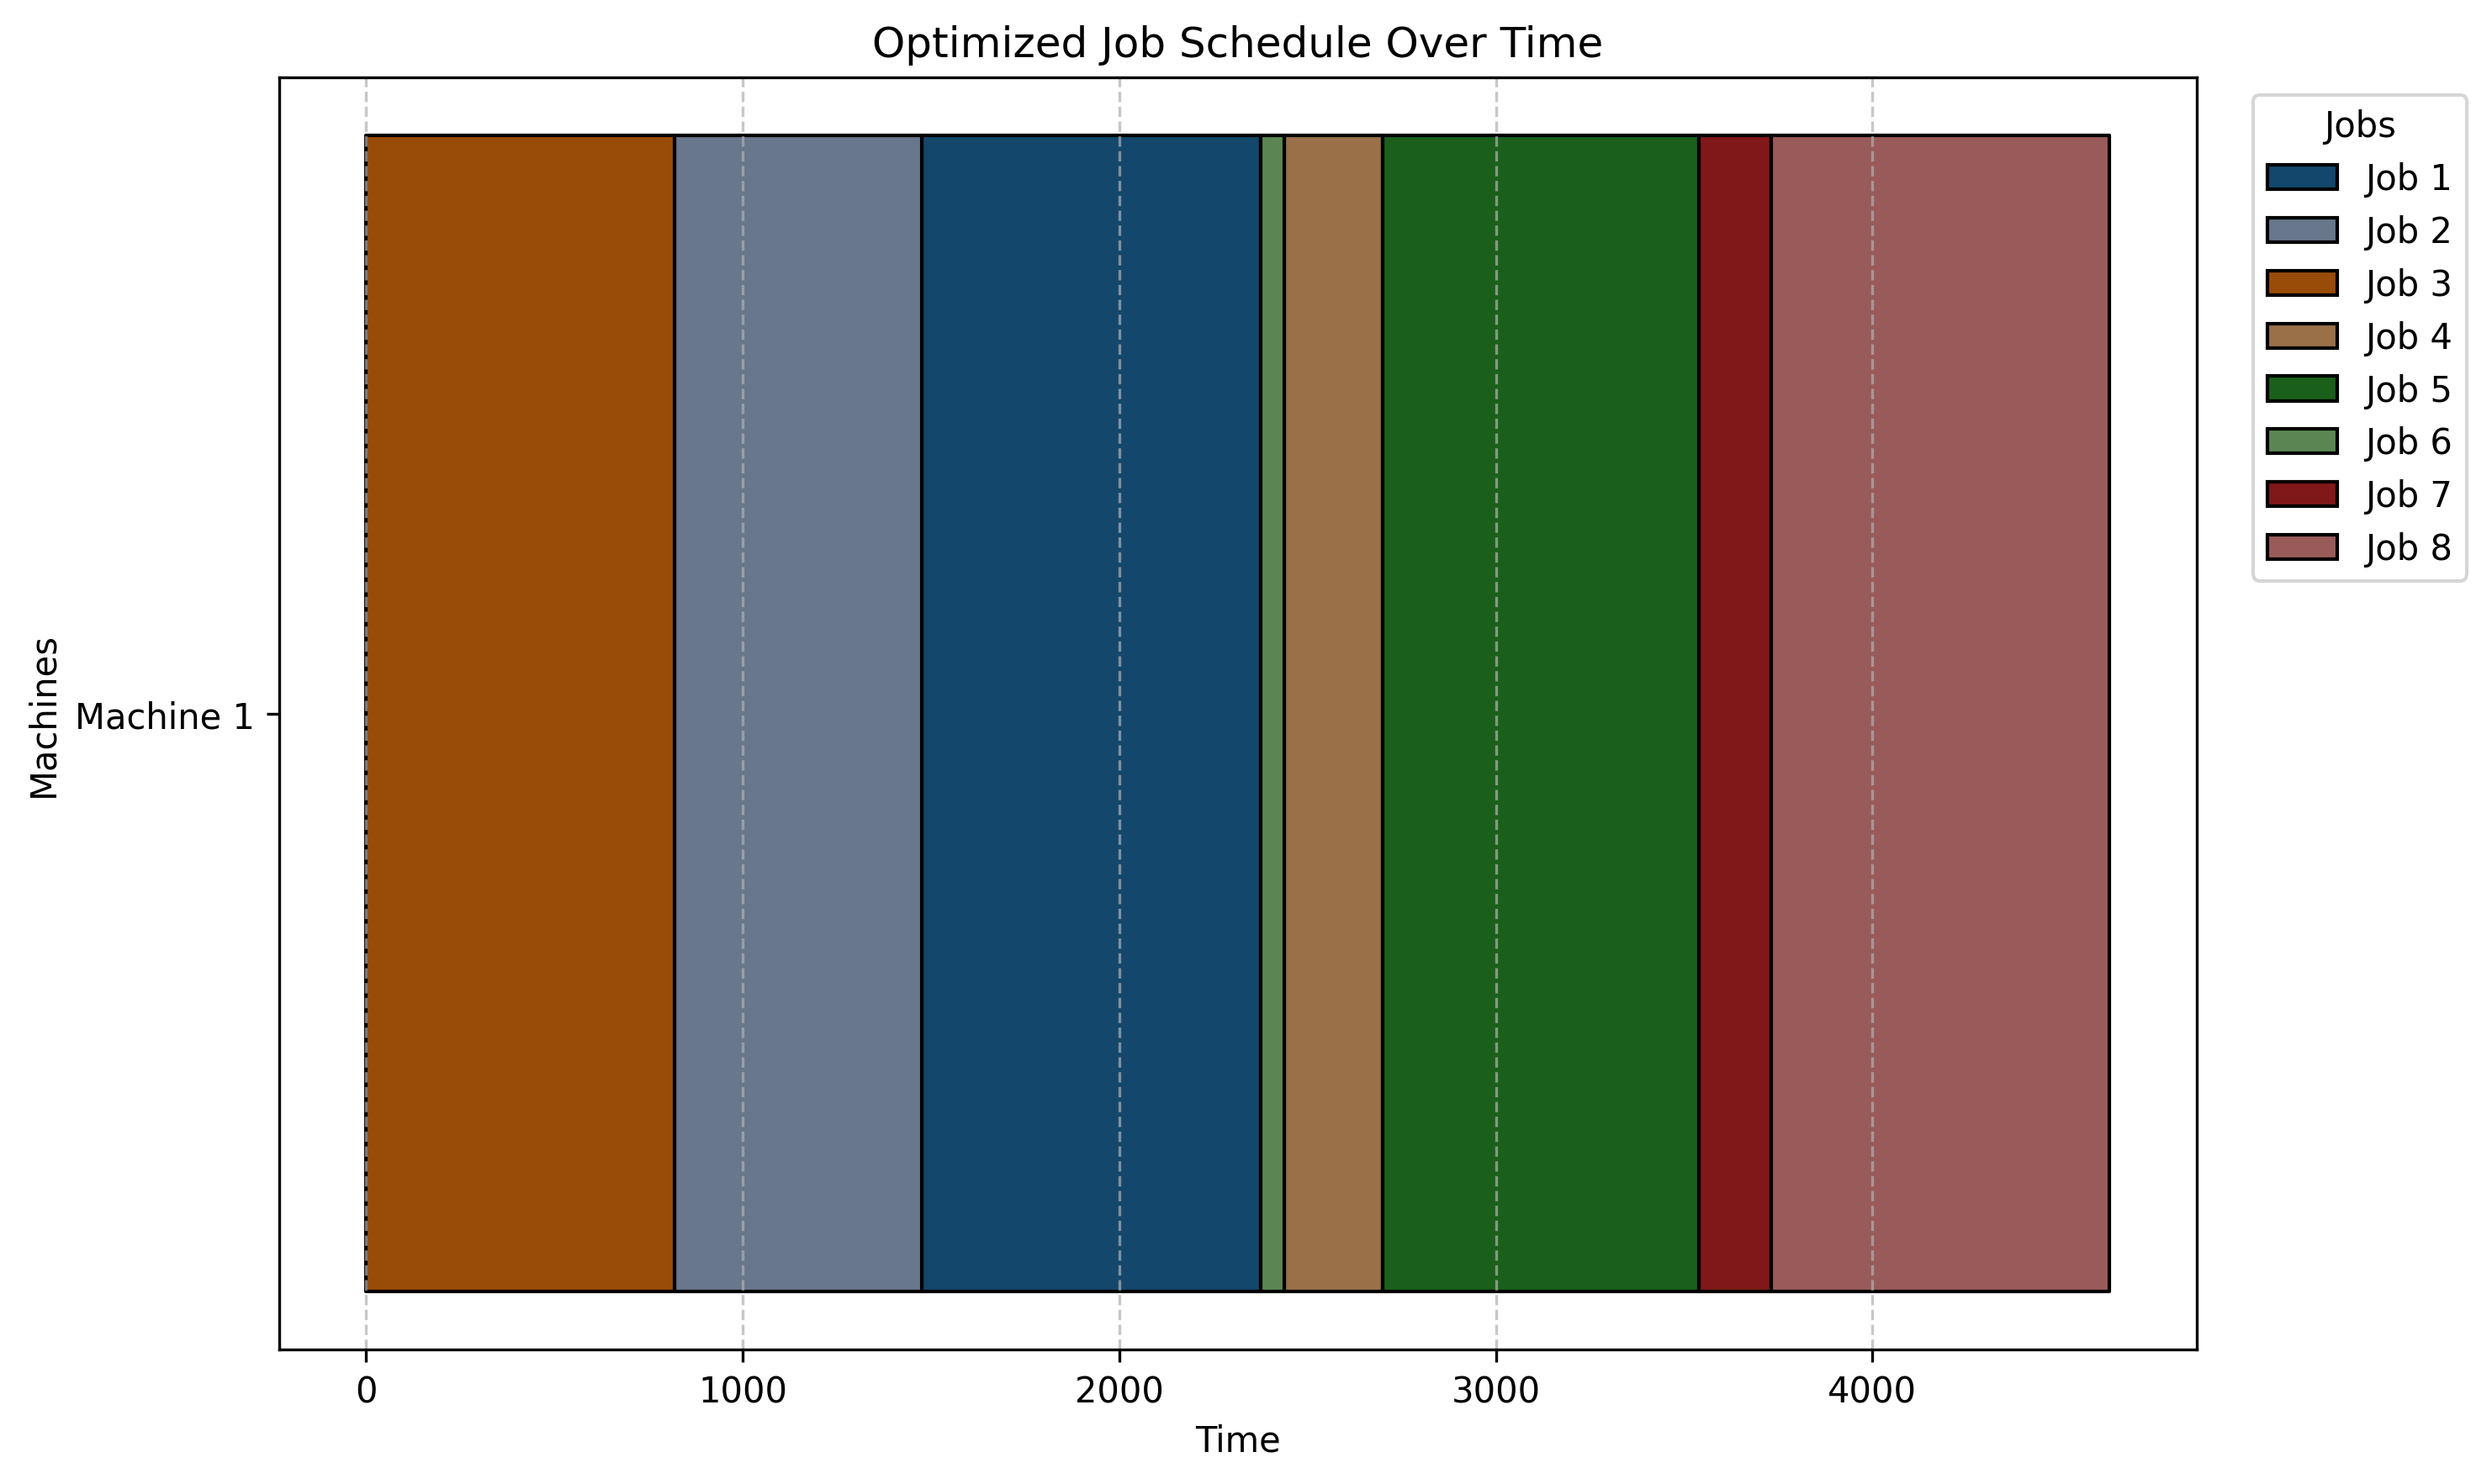 Optimized Job Schedule Over Time
Jobs
Job 1
Job 2
Job 3
Job 4
Job 5
Job 6
Job 7
Job 8
Machines
Machine 1
0 1000 2000 3000 4000
Time